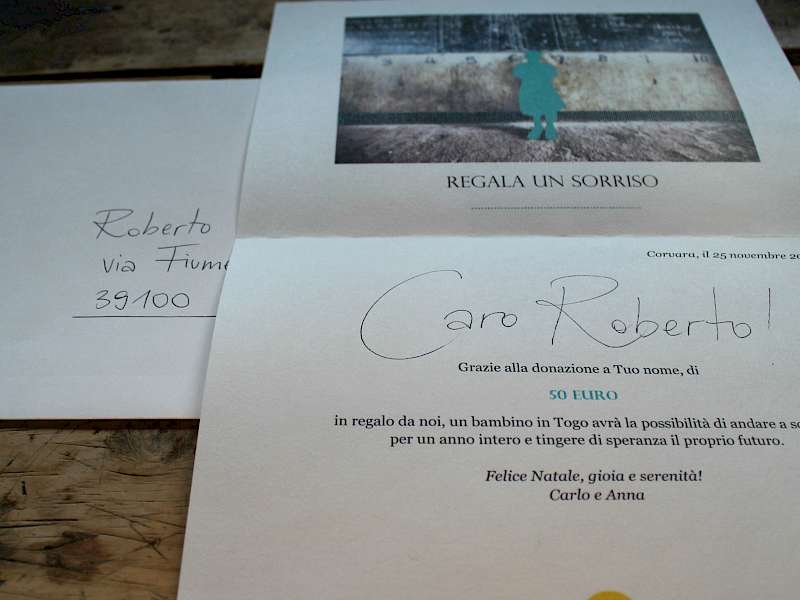 Roberto
via Fiume
39100
REGALA UN SORRISO
Corvara, il 25 novembre
Caro Roberto!
Grazie alla donazione a Tuo nome, di
50 EURO
in regalo da noi, un bambino in Togo avrà la possibilità di andare a
per un anno intero e tingere di speranza il proprio futuro.
Felice Natale, gioia e serenità!
Carlo e Anna